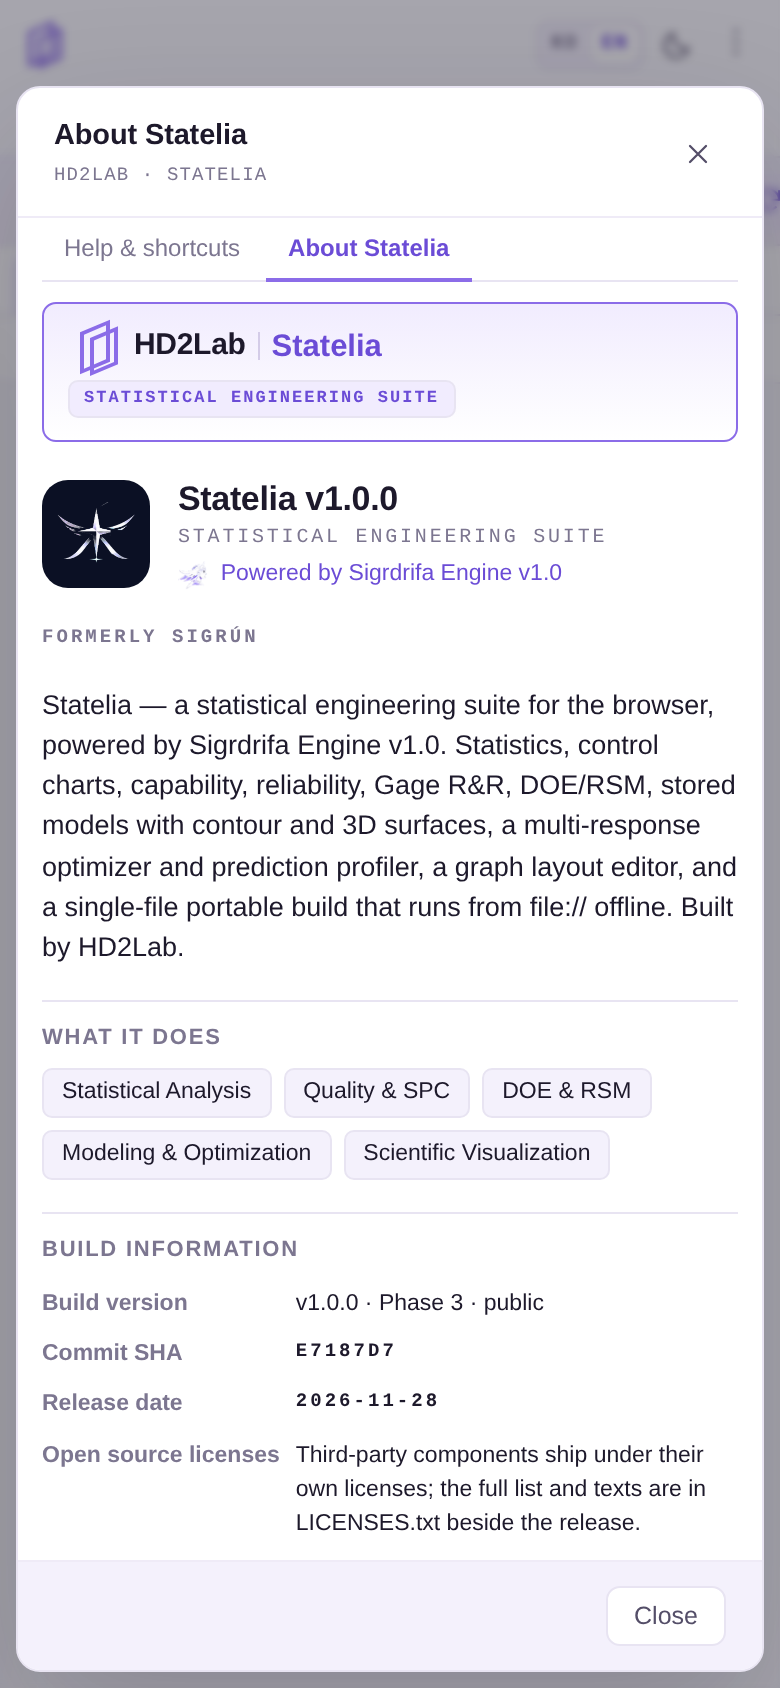 EN
About Statelia
HD2LAB · STATELIA
Help & shortcuts
About Statelia
HD2Lab | Statelia
STATISTICAL ENGINEERING SUITE
Statelia v1.0.0
STATISTICAL ENGINEERING SUITE
Powered by Sigrdrifa Engine v1.0
FORMERLY SIGRÚN
Statelia — a statistical engineering suite for the browser,
powered by Sigrdrifa Engine v1.0. Statistics, control
charts, capability, reliability, Gage R&R, DOE/RSM, stored
models with contour and 3D surfaces, a multi-response
optimizer and prediction profiler, a graph layout editor, and
a single-file portable build that runs from file:// offline. Built
by HD2Lab.
WHAT IT DOES
Statistical Analysis
Quality & SPC
DOE & RSM
Modeling & Optimization
Scientific Visualization
BUILD INFORMATION
Build version
v1.0.0 · Phase 3 · public
Commit SHA
E7187D7
Release date
2026-11-28
Open source licenses
Third-party components ship under their
own licenses; the full list and texts are in
LICENSES.txt beside the release.
Close